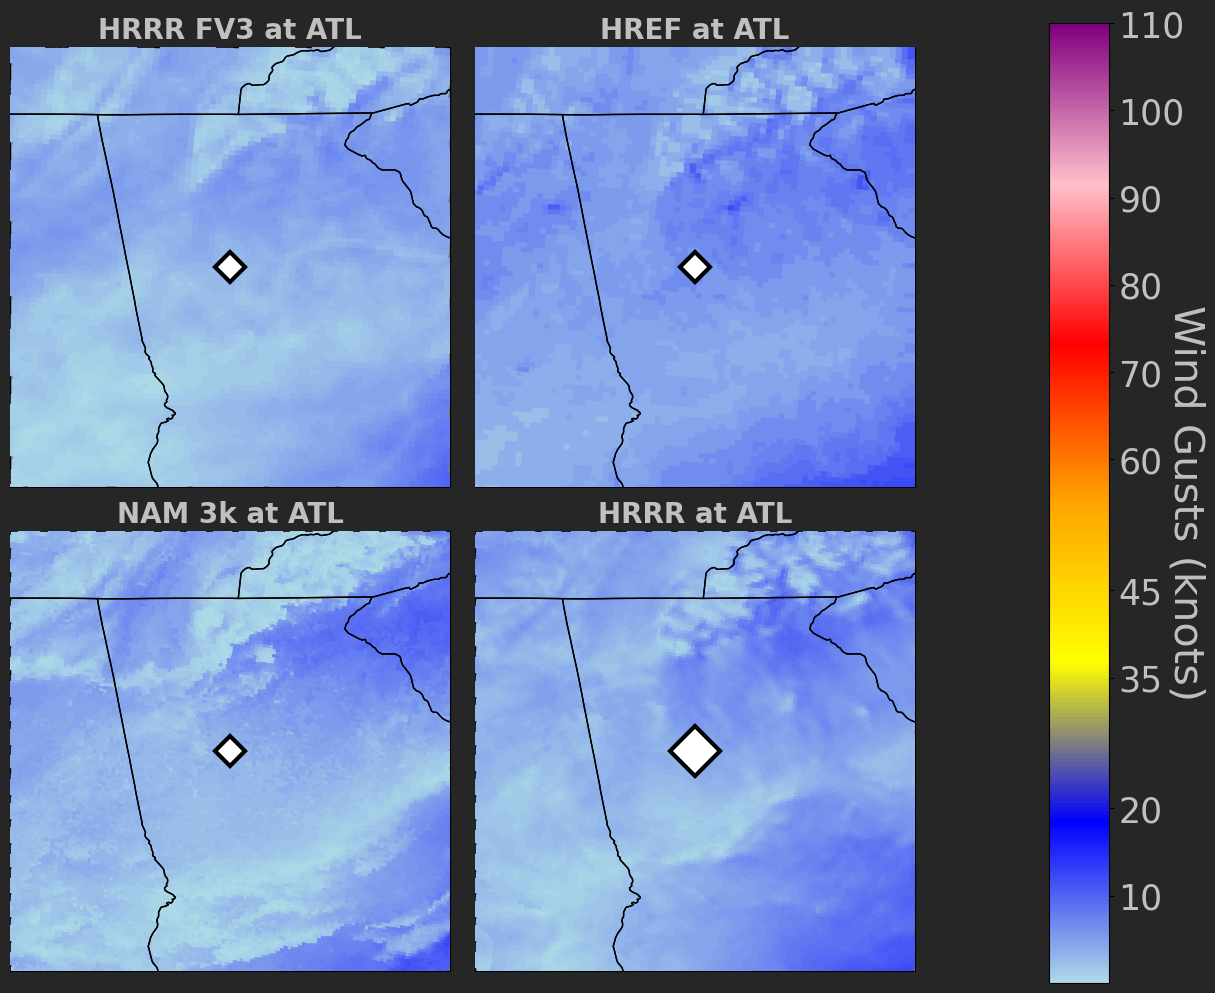 HRRR FV3 at ATL
HREF at ATL
NAM 3k at ATL
HRRR at ATL
110
100
90
80
70
60
45
35
20
10
Wind Gusts (knots)